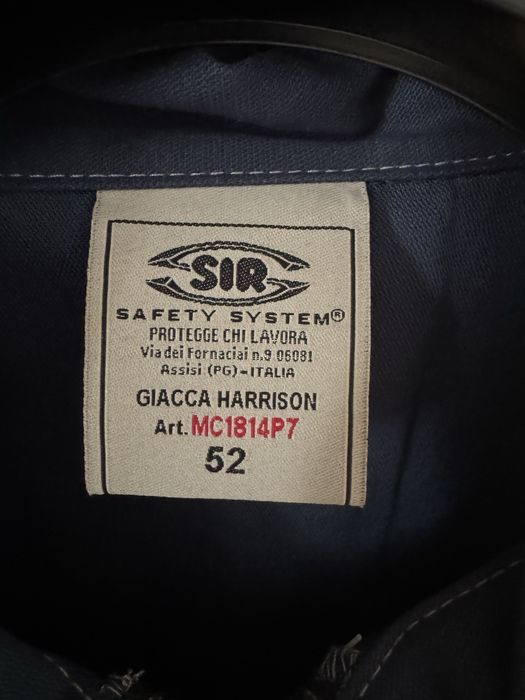 SIR
SAFETY SYSTEM®
PROTEGGE CHI LAVORA
Via dei Fornaciai n.9 06081
Assisi (PG)-ITALIA
GIACCA HARRISON
Art. MC1814P7
52